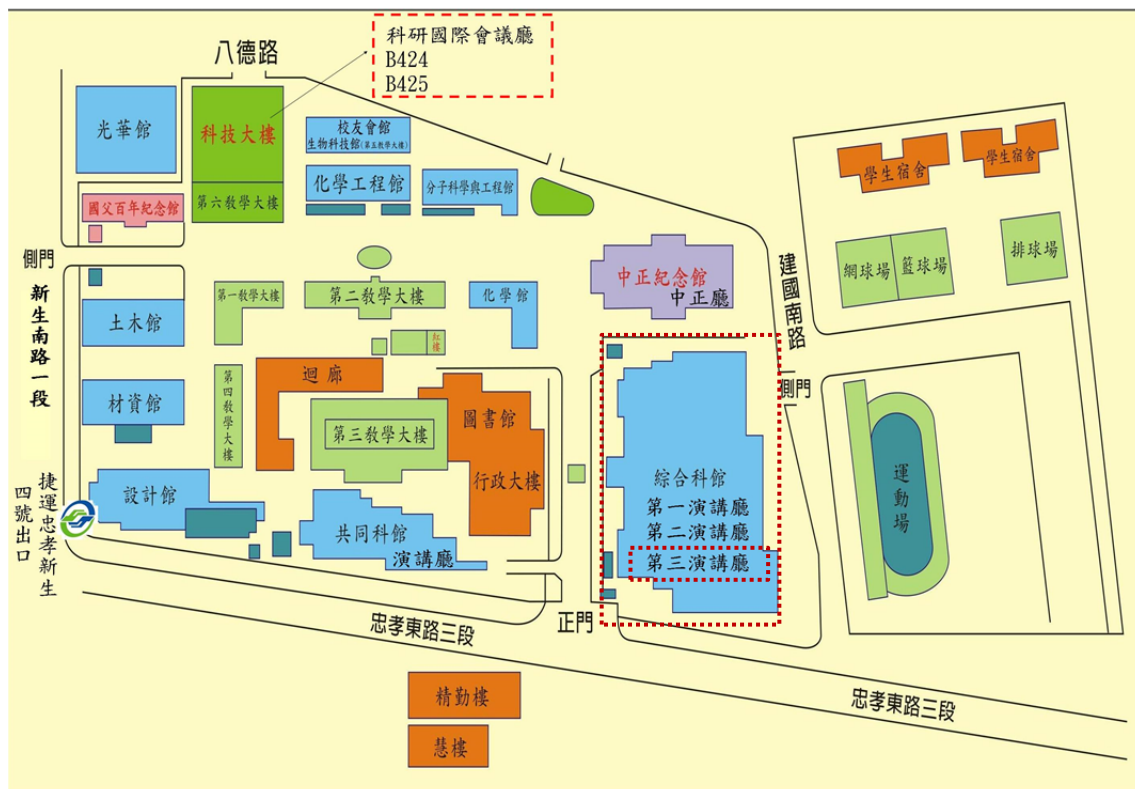 科研國際會議廳
B424
B425
八德路
光華館
科技大樓
校友會館
生物科技館(第五教學大樓)
化學工程館
分子科學與工程館
國父百年紀念館
第六教學大樓
學生宿舍
學生宿舍
側門
新生南路一段
第一教學大樓
第二教學大樓
化學館
中正紀念館
中正廳
建國南路
網球場
籃球場
排球場
土木館
紅樓
迴廊
側門
材資館
第四教學大樓
第三教學大樓
圖書館
行政大樓
綜合科館
第一演講廳
第二演講廳
第三演講廳
運動場
捷運忠孝新生
四號出口
設計館
共同科館
演講廳
正門
忠孝東路三段
忠孝東路三段
精勤樓
慧樓